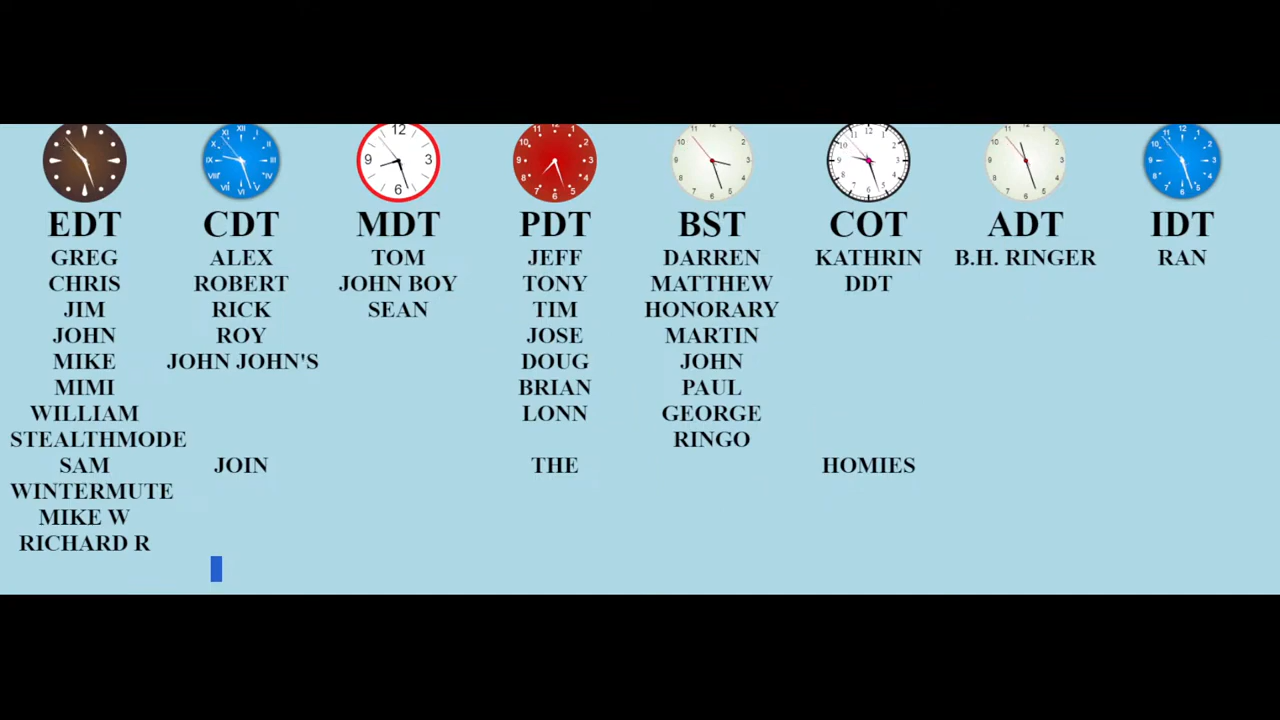 EDT CDT MDT PDT BST COT ADT IDT
GREG ALEX TOM JEFF DARREN KATHRIN B.H. RINGER RAN
CHRIS ROBERT JOHN BOY TONY MATTHEW DDT
JIM RICK SEAN TIM HONORARY
JOHN ROY JOSE MARTIN
MIKE JOHN JOHN'S DOUG JOHN
MIMI BRIAN PAUL
WILLIAM LONN GEORGE
STEALTHMODE RINGO
SAM JOIN THE HOMIES
WINTERMUTE
MIKE W
RICHARD R